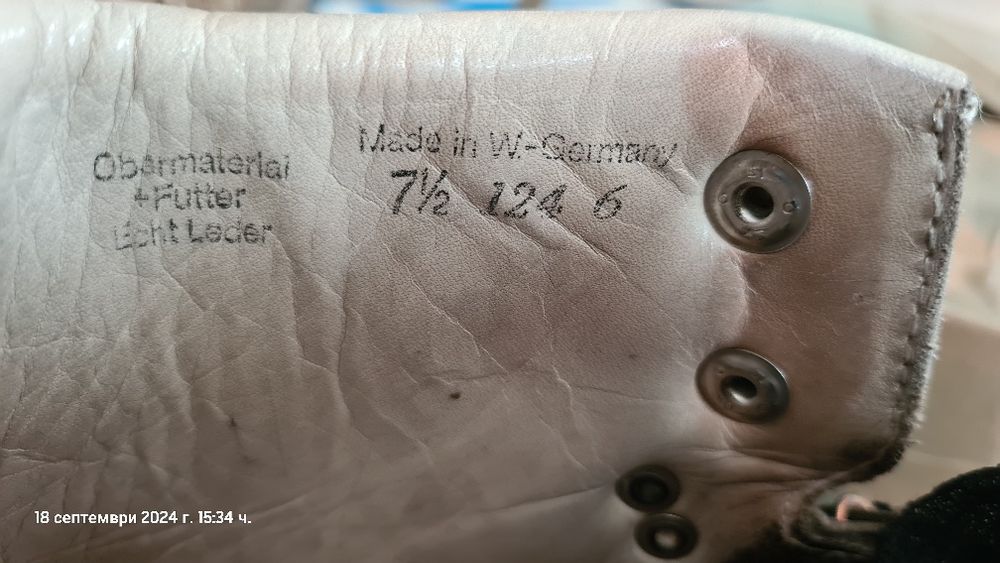 Obermaterial
+Futter
Echt Leder
Made in W.-Germany
7½ 124 6
18 септември 2024 г. 15:34 ч.